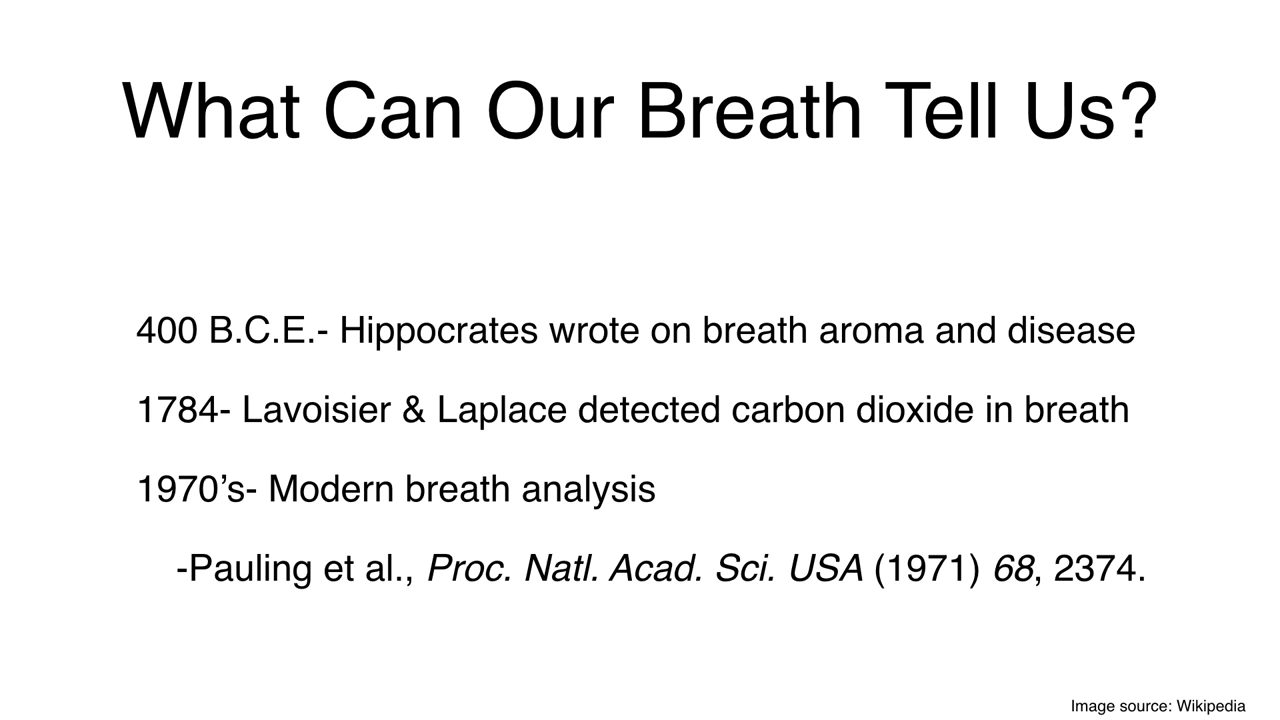 What Can Our Breath Tell Us?
400 B.C.E.- Hippocrates wrote on breath aroma and disease
1784- Lavoisier & Laplace detected carbon dioxide in breath
1970’s- Modern breath analysis
-Pauling et al., Proc. Natl. Acad. Sci. USA (1971) 68, 2374.
Image source: Wikipedia